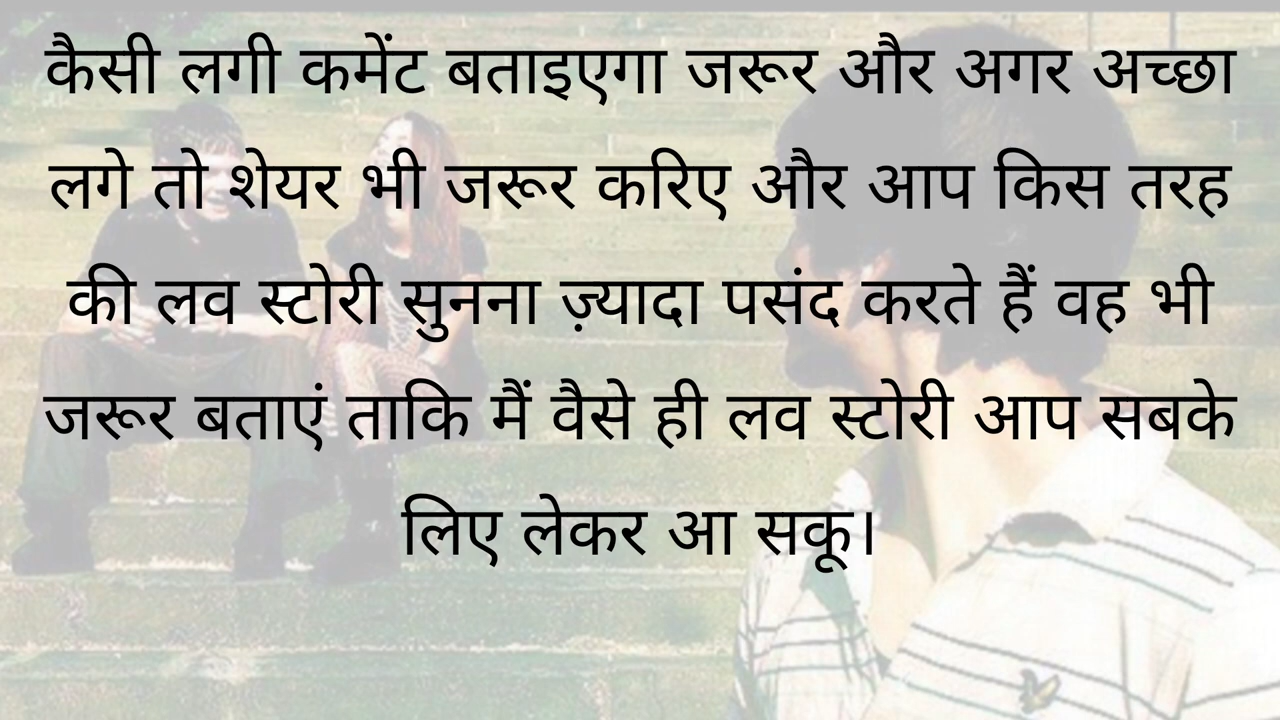 कैसी लगी कमेंट बताइएगा जरूर और अगर अच्छा
लगे तो शेयर भी जरूर करिए और आप किस तरह
की लव स्टोरी सुनना ज़्यादा पसंद करते हैं वह भी
जरूर बताएं ताकि मैं वैसे ही लव स्टोरी आप सबके
लिए लेकर आ सकू।